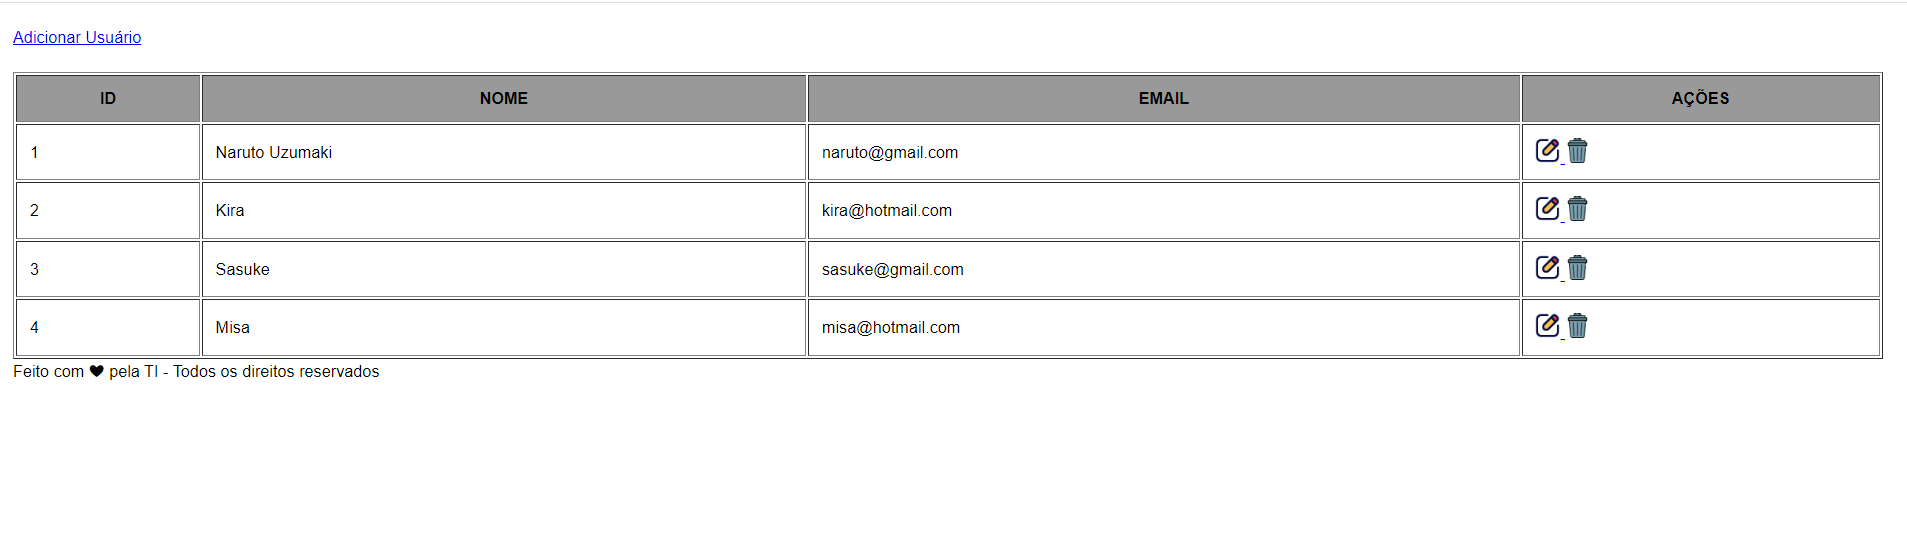 Adicionar Usuário
ID NOME EMAIL AÇÕES
1 Naruto Uzumaki naruto@gmail.com
2 Kira kira@hotmail.com
3 Sasuke sasuke@gmail.com
4 Misa misa@hotmail.com
Feito com ♥ pela TI - Todos os direitos reservados